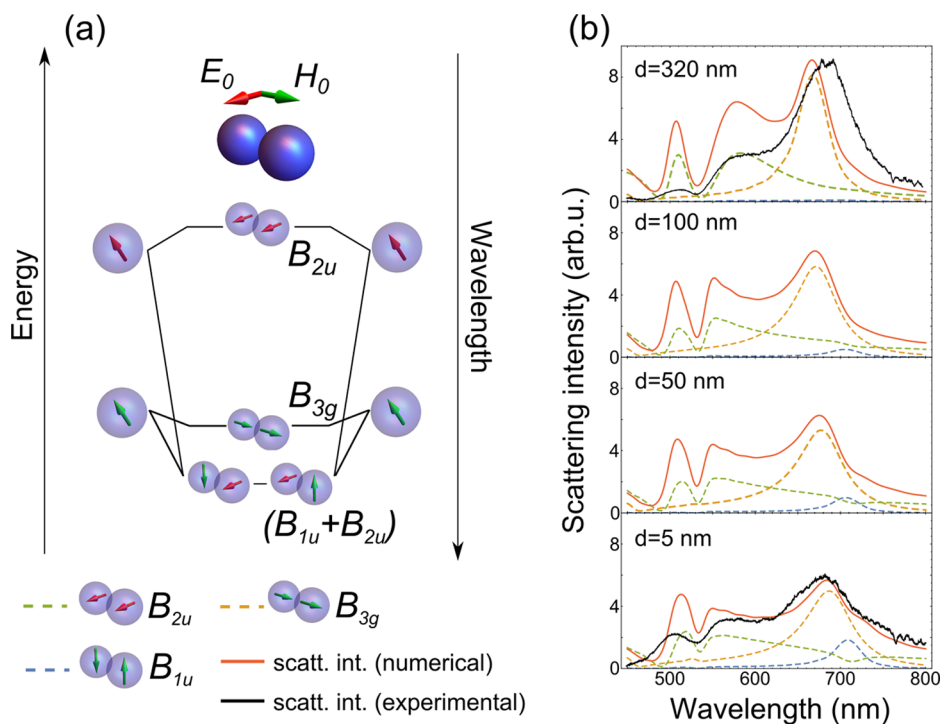 (a)
Energy
E₀ H₀
Wavelength
B₂ᵤ
B₃g
(B₁ᵤ+B₂ᵤ)
B₂ᵤ
B₃g
B₁ᵤ
scatt. int. (numerical)
scatt. int. (experimental)
(b)
Scattering intensity (arb.u.)
d=320 nm
8
4
0
d=100 nm
8
4
0
d=50 nm
8
4
0
d=5 nm
8
4
0
500 600 700 800
Wavelength (nm)